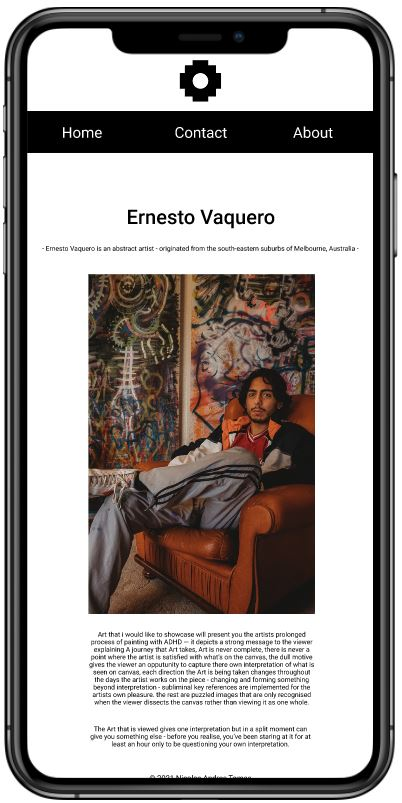 Home Contact About
Ernesto Vaquero
- Ernesto Vaquero is an abstract artist - originated from the south-eastern suburbs of Melbourne, Australia -
Art that i would like to showcase will present you the artists prolonged
process of painting with ADHD — it depicts a strong message to the viewer
explaining A journey that Art takes, Art is never complete, there is never a
point where the artist is satisfied with what's on the canvas, the dull motive
gives the viewer an opputunity to capture there own interpretation of what is
seen on canvas, each direction the Art is being taken changes throughout
the days the artist works on the piece - changing and forming something
beyond interpretation - subliminal key references are implemented for the
artists own pleasure. the rest are puzzled images that are only recognised
when the viewer dissects the canvas rather than viewing it as one whole.
The Art that is viewed gives one interpretation but in a split moment can
give you something else - before you realise, you've been staring at it for at
least an hour only to be questioning your own interpretation.
© 2021 Nicolas Andres Torres